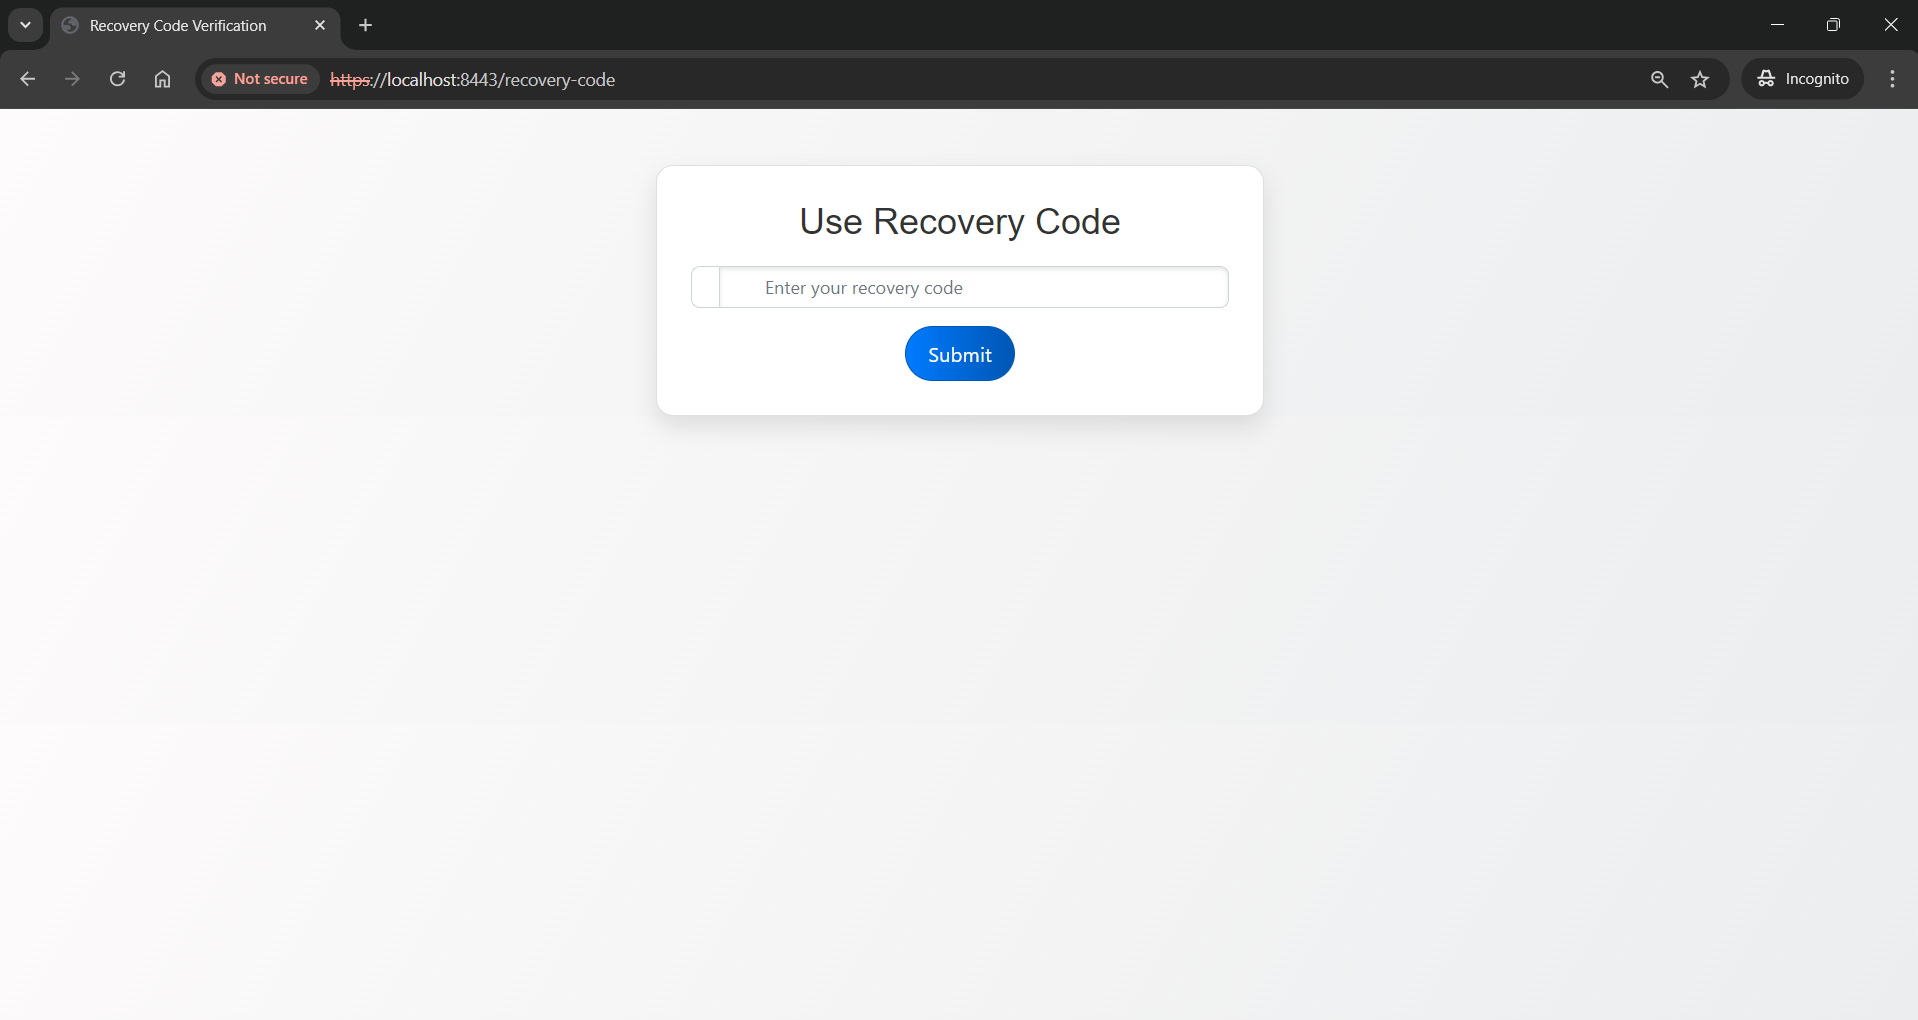 Recovery Code Verification
Not secure https://localhost:8443/recovery-code Incognito
Use Recovery Code
Enter your recovery code
Submit